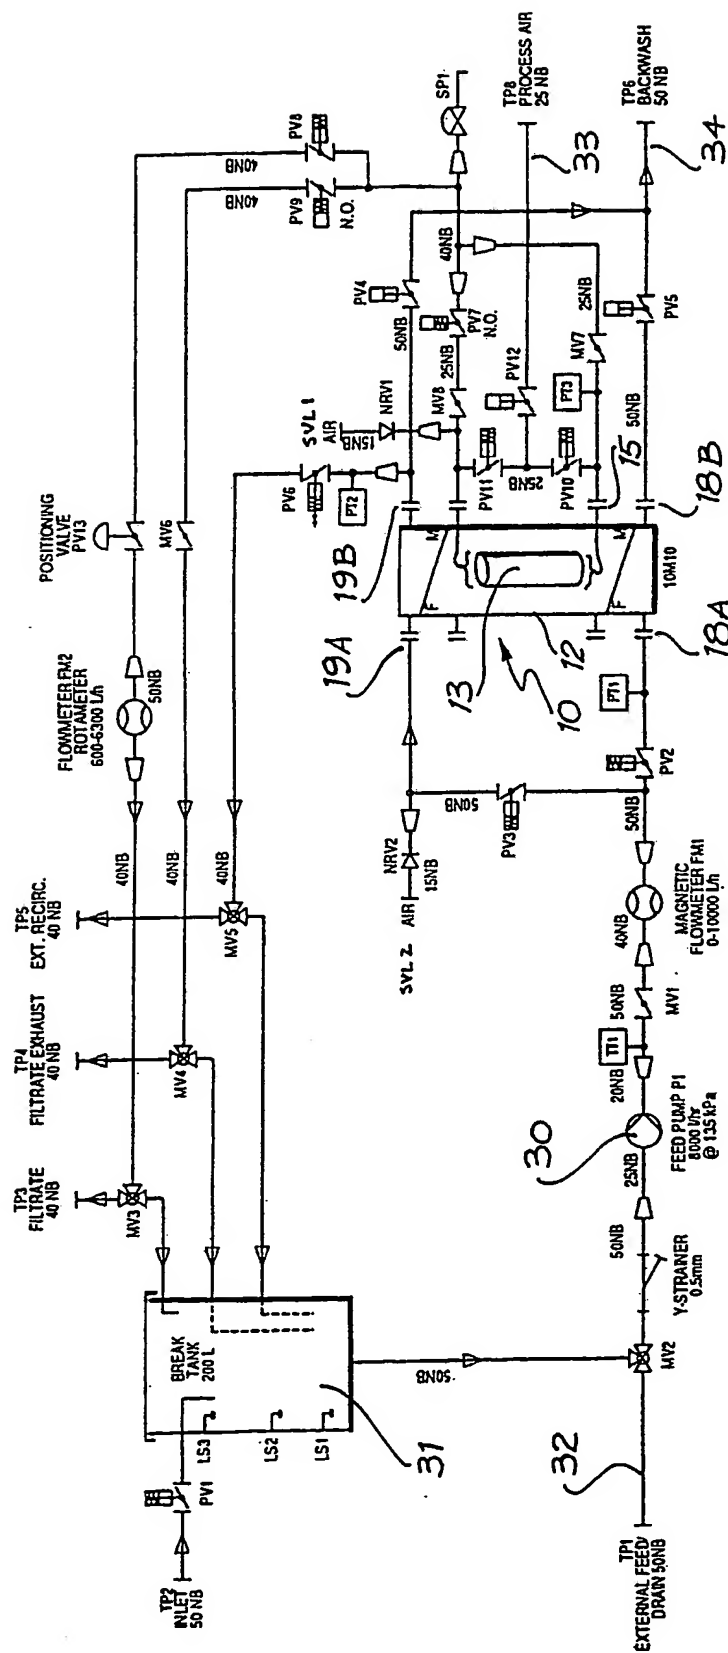 TP2
INLET
50 NB
PV1
BREAK
TANK
200 L
LS3
LS2
LS1
31
TP3
FILTRATE
40 NB
MV3
TP4
FILTRATE EXHAUST
40 NB
MV4
TP5
EXT. RECIRC.
40 NB
MV5
40NB
40NB
40NB
FLOWMETER FM2
ROTAMETER
600-6300 L/h
50NB
POSITIONING
VALVE
PV13
MV6
40NB
40NB
PV8
PV9
N.O.
SP1
TP8
PROCESS AIR
25 NB
33
TP6
BACKWASH
50 NB
34
SVL1
AIR
15NB
NRV1
PV6
PT2
PV4
50NB
40NB
PV7
N.O.
25NB
MV8
PV12
25NB
MV7
PT3
PV11
25NB
PV10
PV5
50NB
15
18B
19B
19A
M
F
M
F
10M10
13
12
10
18A
SVL2
AIR
NRV2
15NB
50NB
PV3
PT1
PV2
50NB
MAGNETIC
FLOWMETER FM1
0-10000 L/h
40NB
50NB
MV1
TT1
20NB
30
FEED PUMP P1
8000 l/hr
@ 135 kPa
25NB
50NB
Y-STRAINER
0.5mm
50NB
MV2
32
TP1
EXTERNAL FEED/
DRAIN 50NB